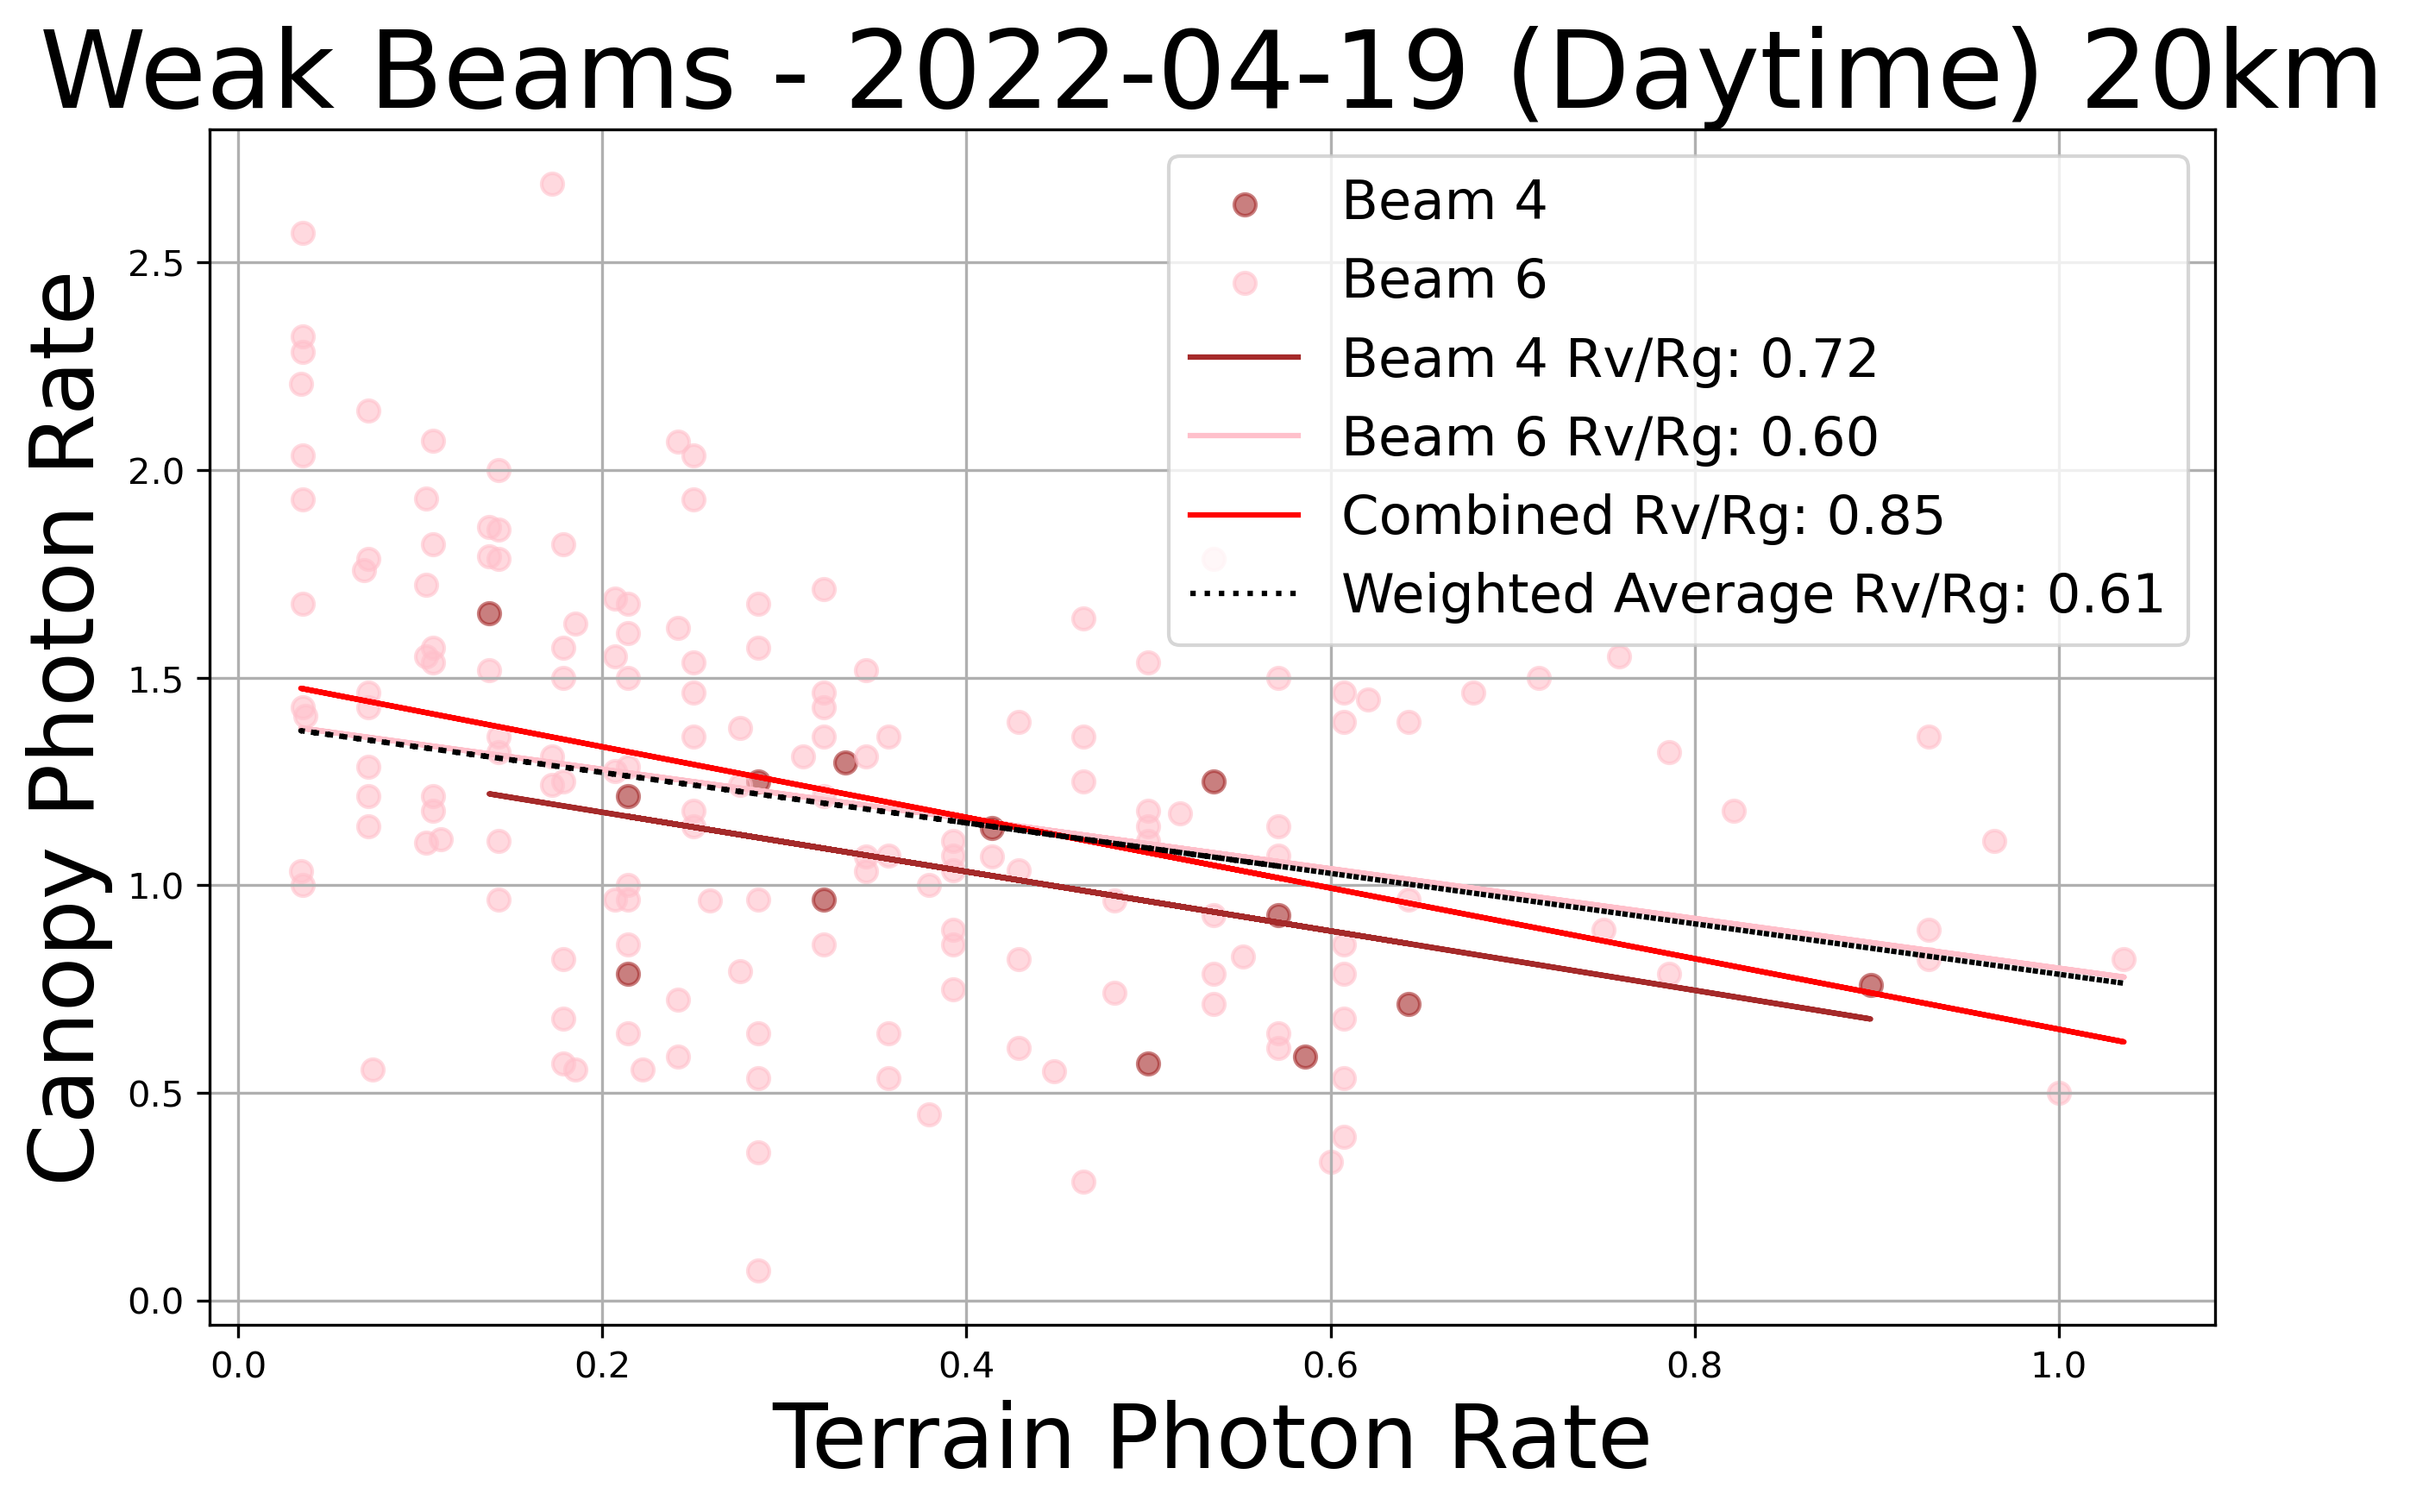 Weak Beams - 2022-04-19 (Daytime) 20km
Canopy Photon Rate
2.5
2.0
1.5
1.0
0.5
0.0
Beam 4
Beam 6
Beam 4 Rv/Rg: 0.72
Beam 6 Rv/Rg: 0.60
Combined Rv/Rg: 0.85
Weighted Average Rv/Rg: 0.61
0.0 0.2 0.4 0.6 0.8 1.0
Terrain Photon Rate